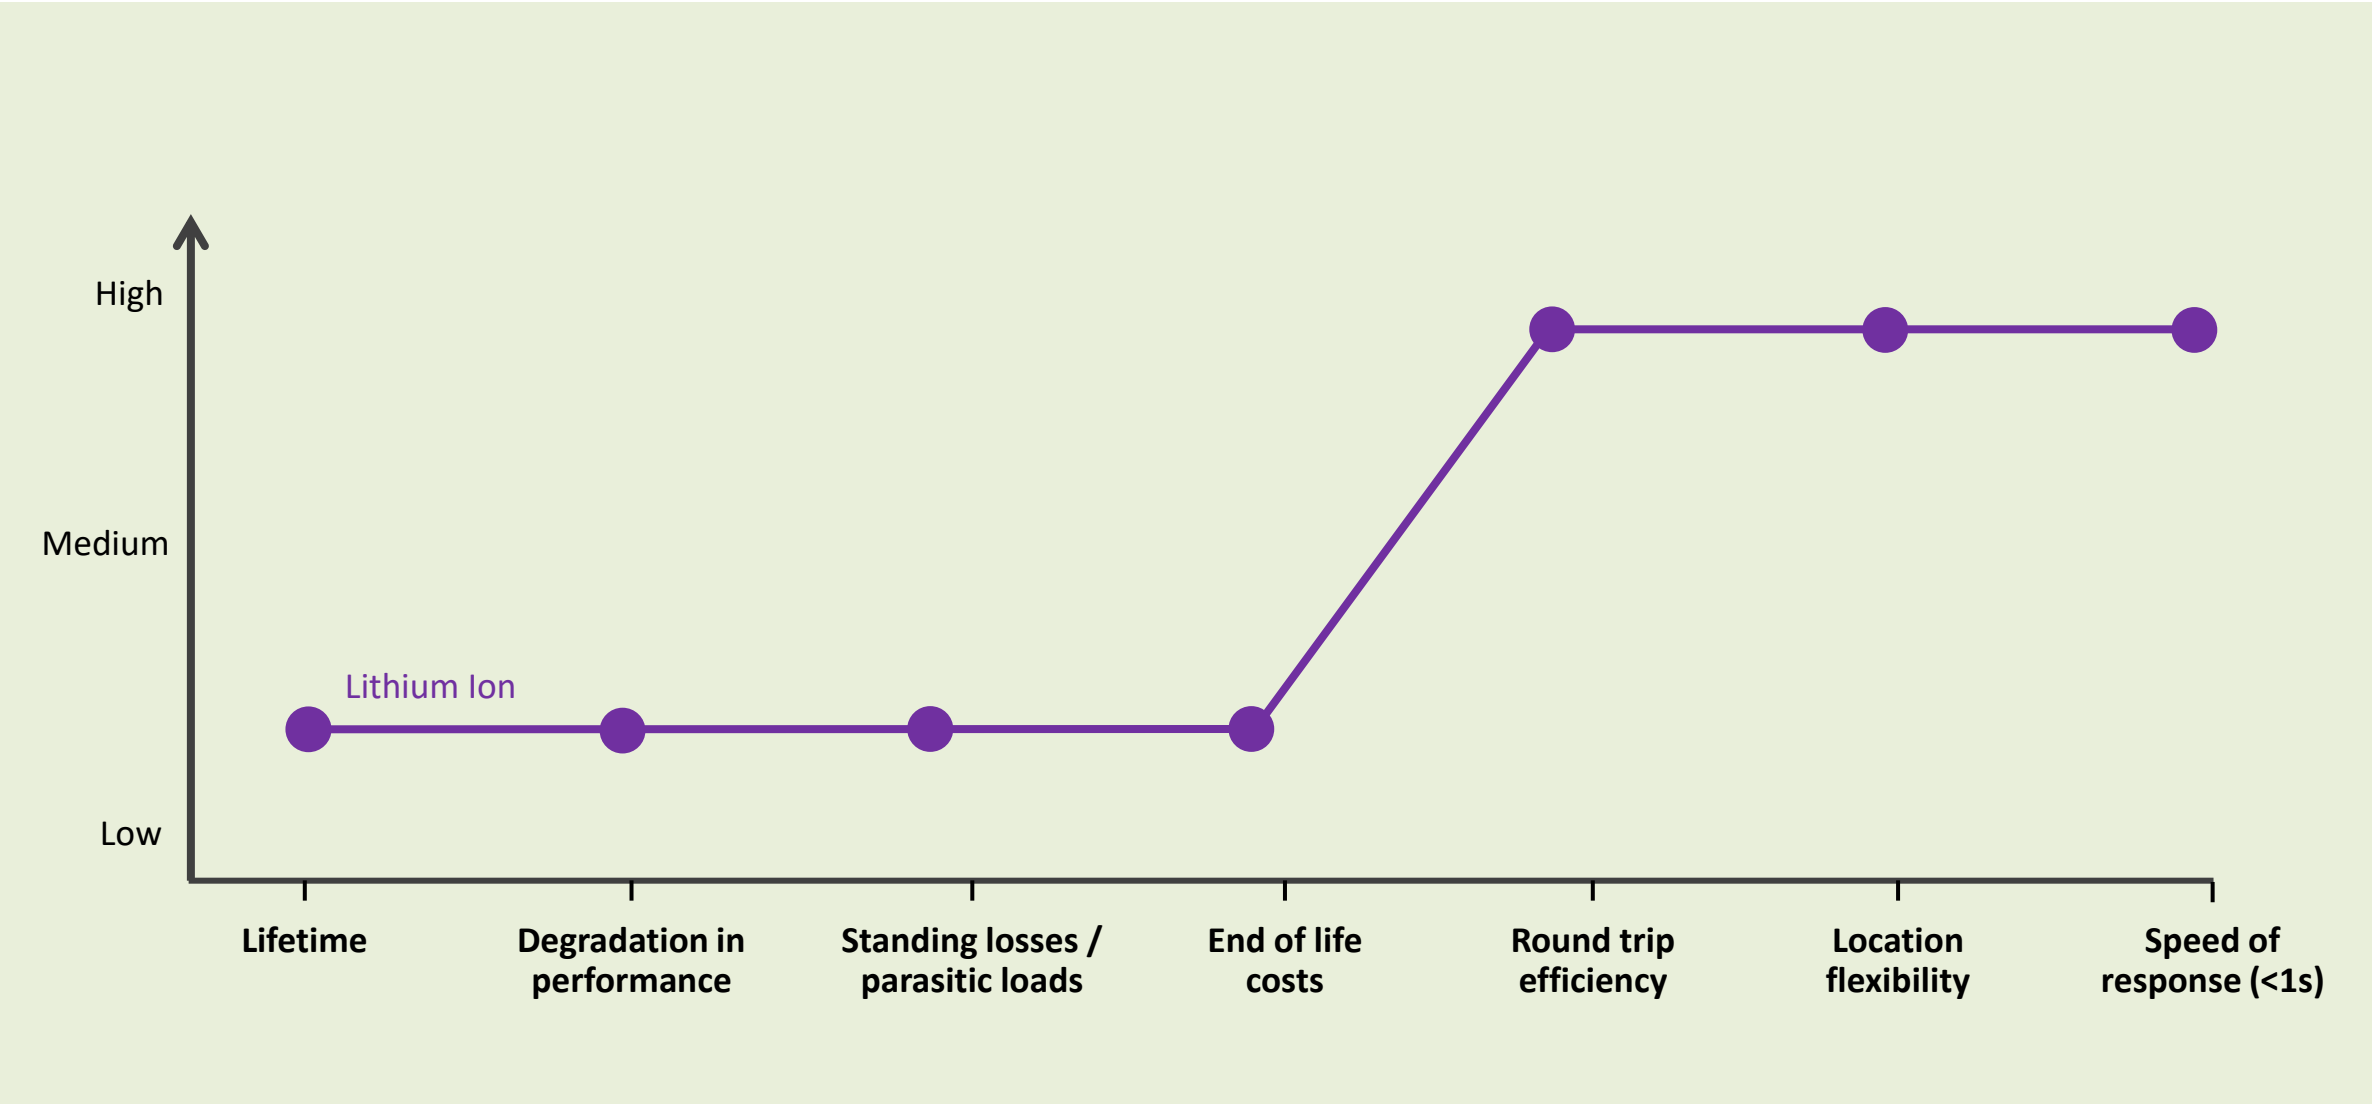 High
Medium
Low
Lithium Ion
Lifetime
Degradation in
performance
Standing losses /
parasitic loads
End of life
costs
Round trip
efficiency
Location
flexibility
Speed of
response (<1s)